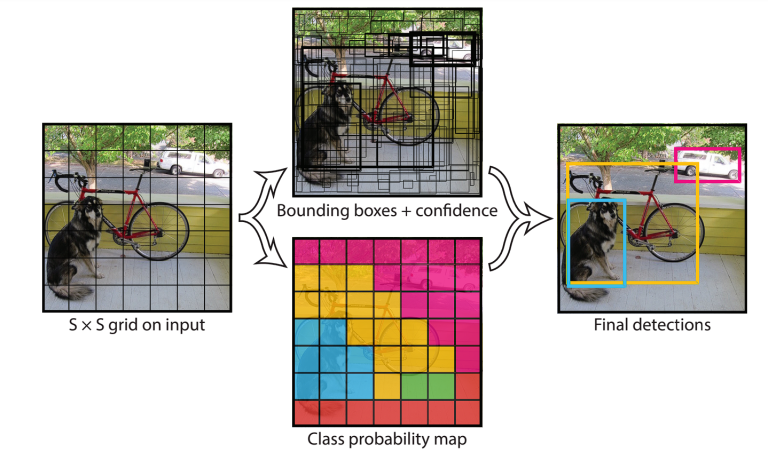 S × S grid on input
Bounding boxes + confidence
Class probability map
Final detections